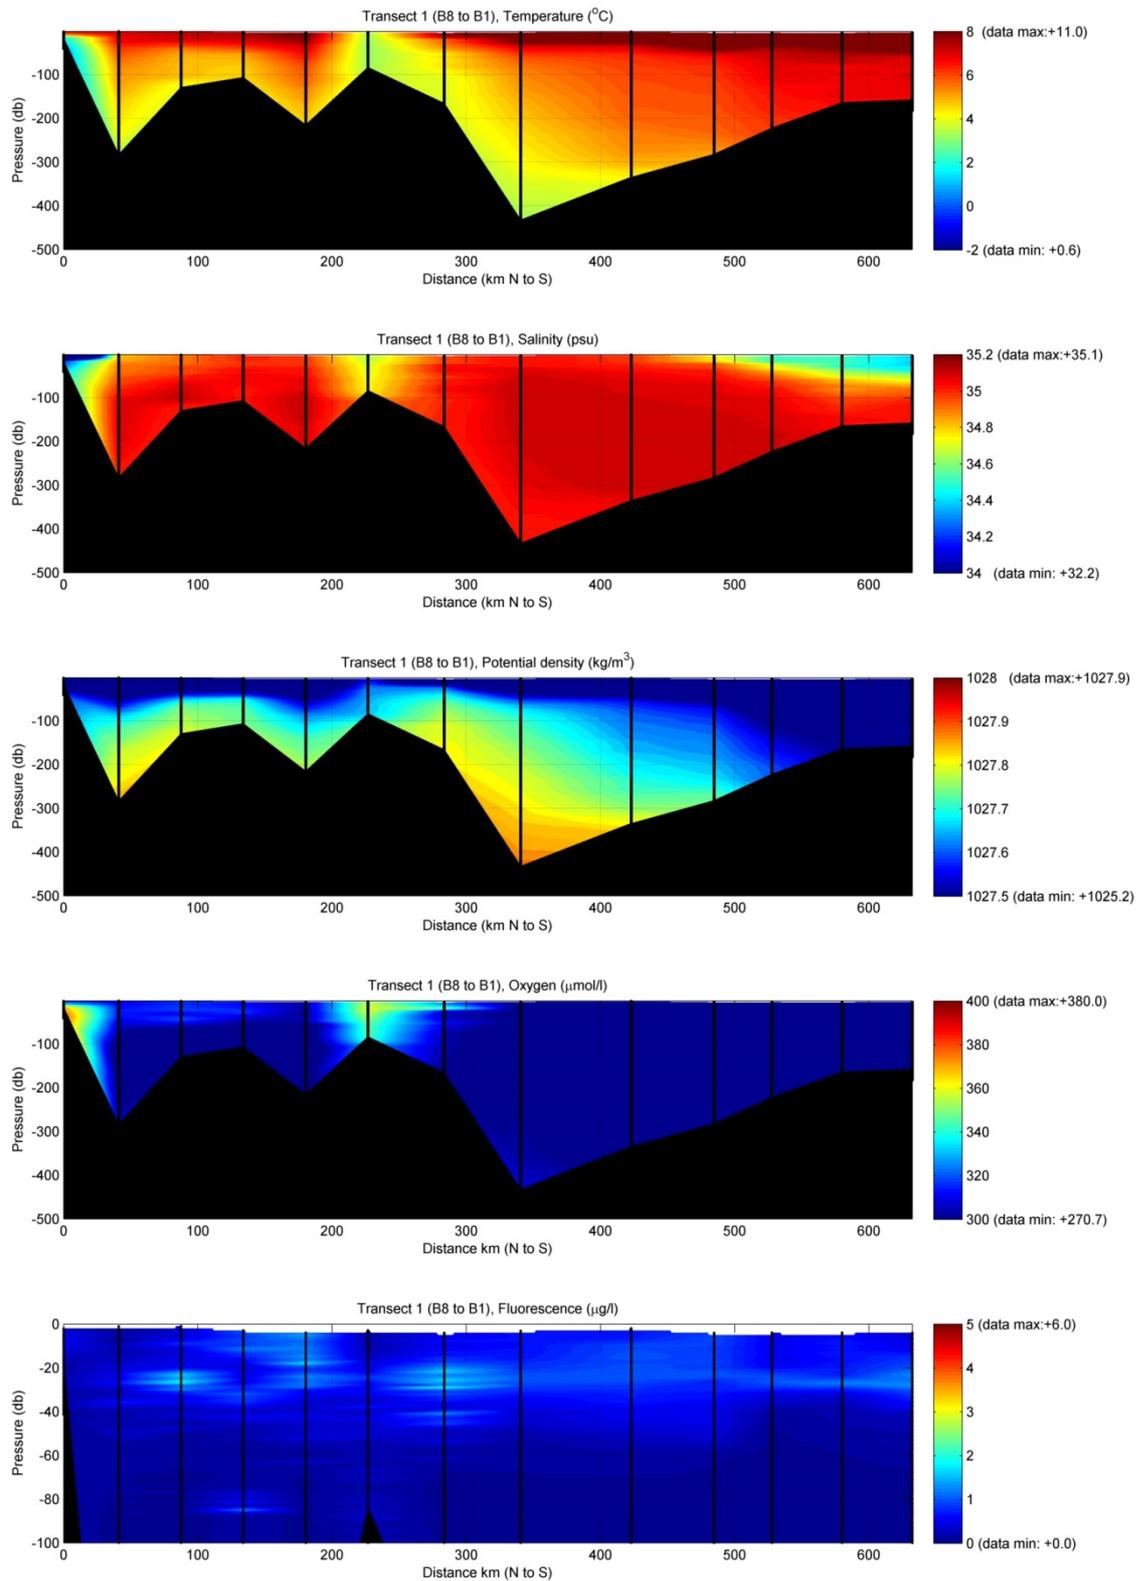 Transect 1 (B8 to B1), Temperature (°C)
8 (data max:+11.0)
6
4
2
0
-2 (data min: +0.6)
-100
-200
-300
-400
-500
Pressure (db)
0 100 200 300 400 500 600
Distance (km N to S)
Transect 1 (B8 to B1), Salinity (psu)
35.2 (data max:+35.1)
35
34.8
34.6
34.4
34.2
34 (data min: +32.2)
-100
-200
-300
-400
-500
Pressure (db)
0 100 200 300 400 500 600
Distance (km N to S)
Transect 1 (B8 to B1), Potential density (kg/m³)
1028 (data max:+1027.9)
1027.9
1027.8
1027.7
1027.6
1027.5 (data min: +1025.2)
-100
-200
-300
-400
-500
Pressure (db)
0 100 200 300 400 500 600
Distance (km N to S)
Transect 1 (B8 to B1), Oxygen (μmol/l)
400 (data max:+380.0)
380
360
340
320
300 (data min: +270.7)
-100
-200
-300
-400
-500
Pressure (db)
0 100 200 300 400 500 600
Distance km (N to S)
Transect 1 (B8 to B1), Fluorescence (μg/l)
5 (data max:+6.0)
4
3
2
1
0 (data min: +0.0)
0
-20
-40
-60
-80
-100
Pressure (db)
0 100 200 300 400 500 600
Distance km (N to S)